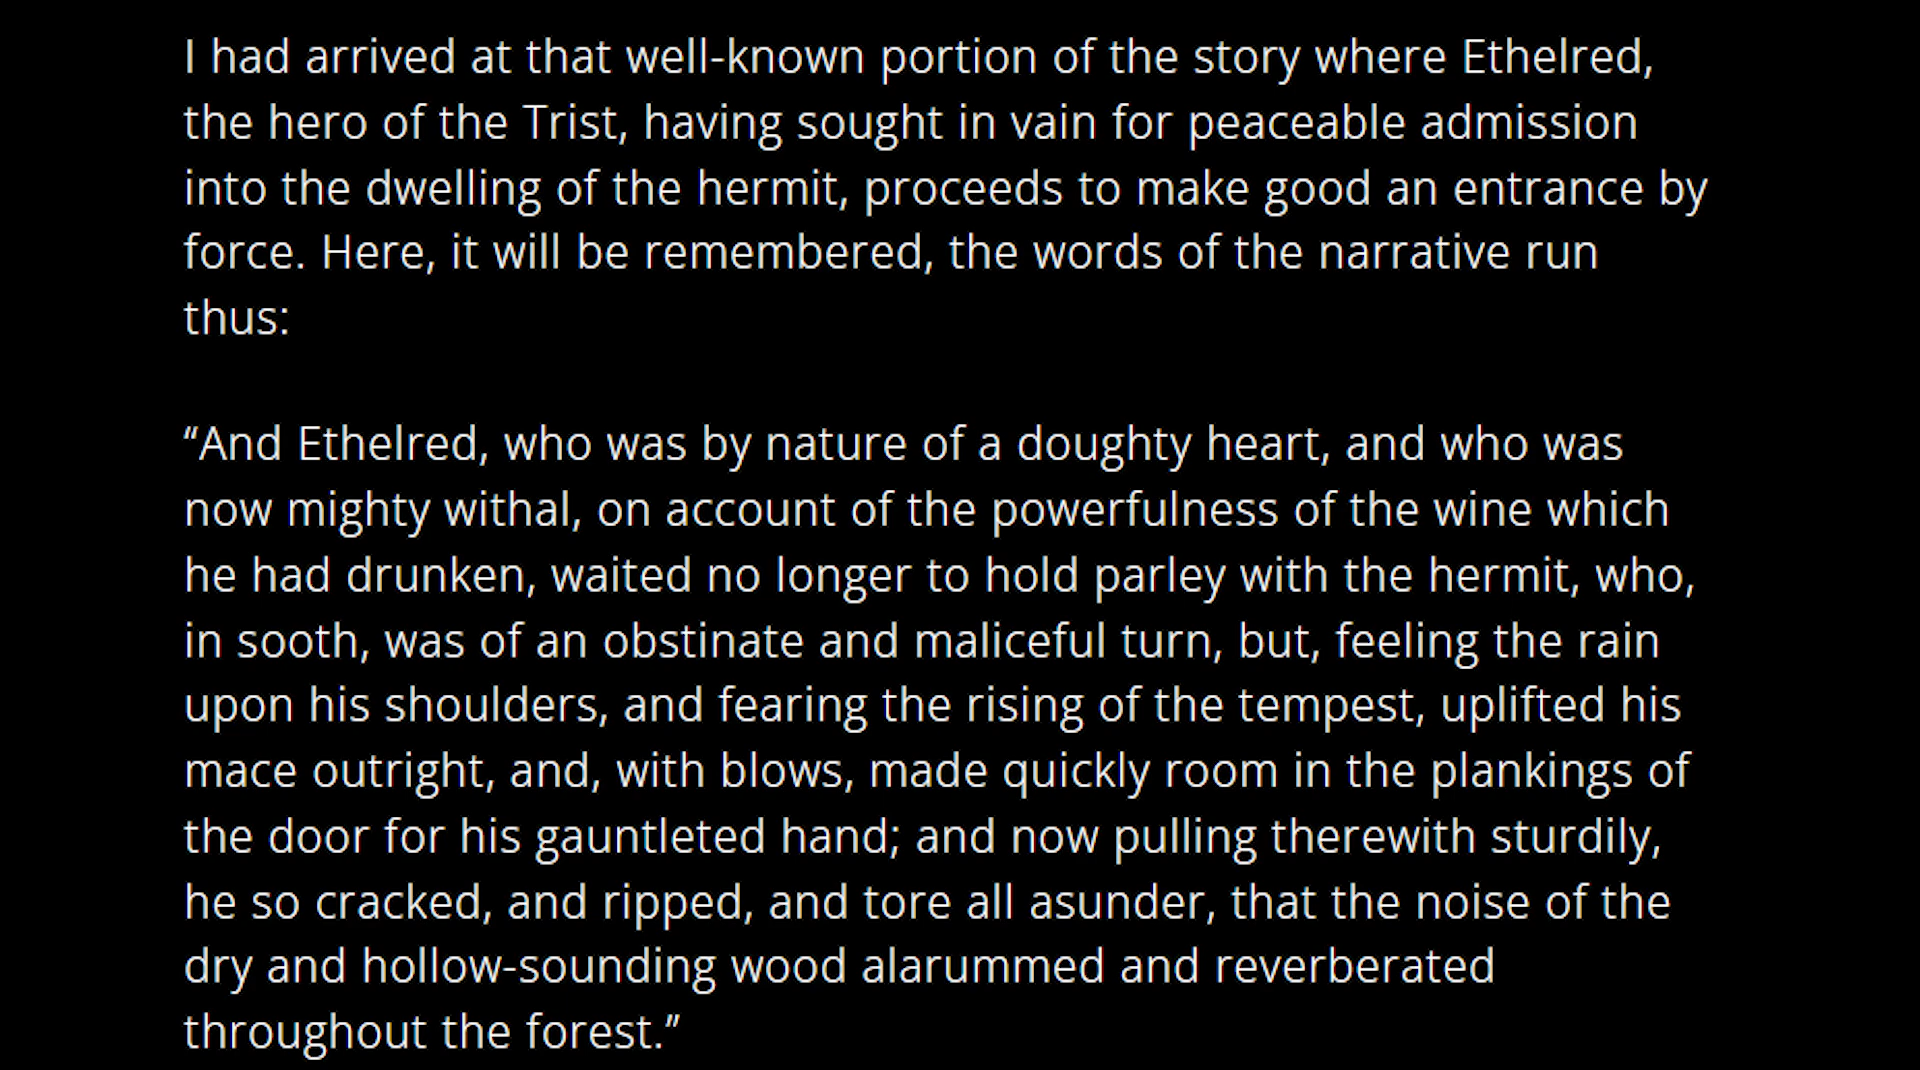 I had arrived at that well-known portion of the story where Ethelred,
the hero of the Trist, having sought in vain for peaceable admission
into the dwelling of the hermit, proceeds to make good an entrance by
force. Here, it will be remembered, the words of the narrative run
thus:
“And Ethelred, who was by nature of a doughty heart, and who was
now mighty withal, on account of the powerfulness of the wine which
he had drunken, waited no longer to hold parley with the hermit, who,
in sooth, was of an obstinate and maliceful turn, but, feeling the rain
upon his shoulders, and fearing the rising of the tempest, uplifted his
mace outright, and, with blows, made quickly room in the plankings of
the door for his gauntleted hand; and now pulling therewith sturdily,
he so cracked, and ripped, and tore all asunder, that the noise of the
dry and hollow-sounding wood alarummed and reverberated
throughout the forest.”